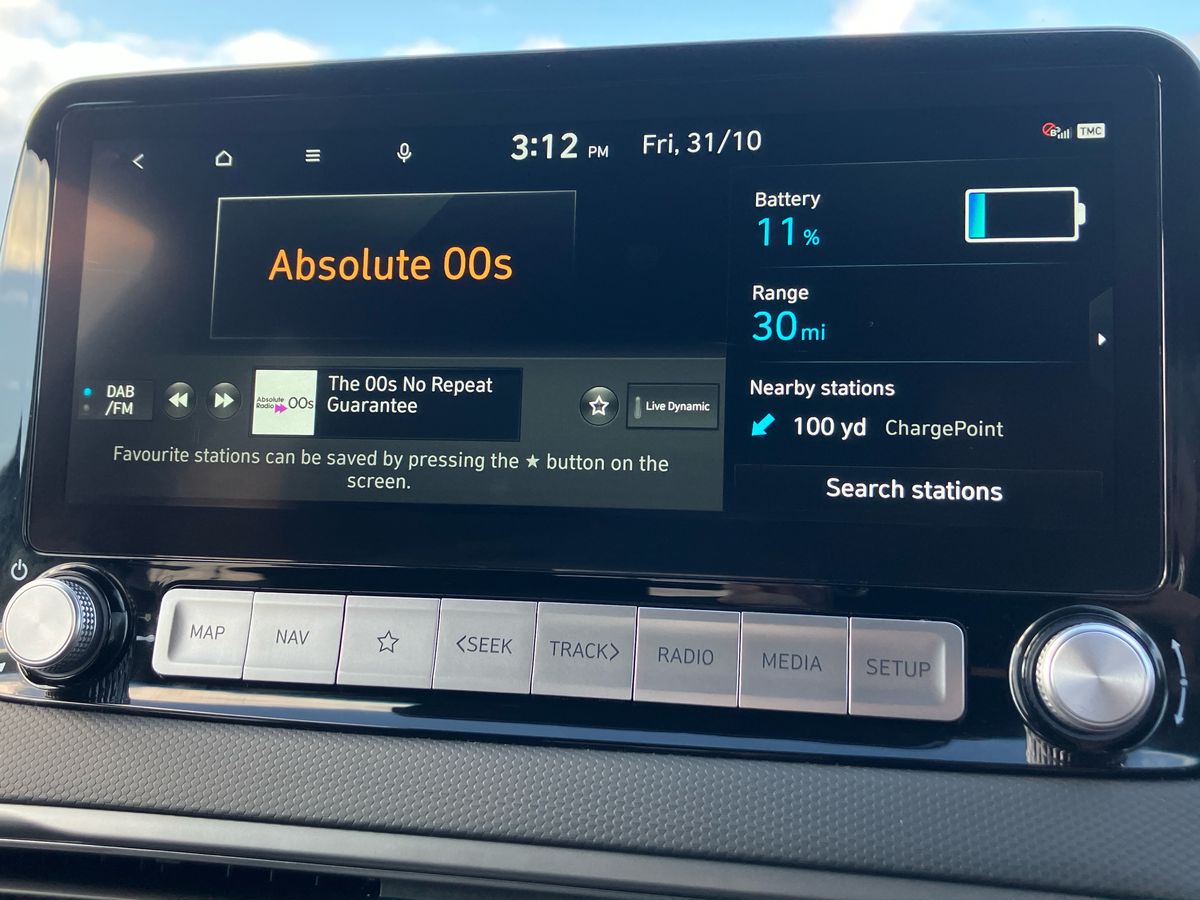 3:12 PM Fri, 31/10
TMC
Absolute 00s
DAB
/FM
Absolute
Radio 00s
The 00s No Repeat
Guarantee
Live Dynamic
Favourite stations can be saved by pressing the ★ button on the
screen.
Battery
11%
Range
30mi
Nearby stations
100 yd ChargePoint
Search stations
MAP
NAV
<SEEK
TRACK>
RADIO
MEDIA
SETUP